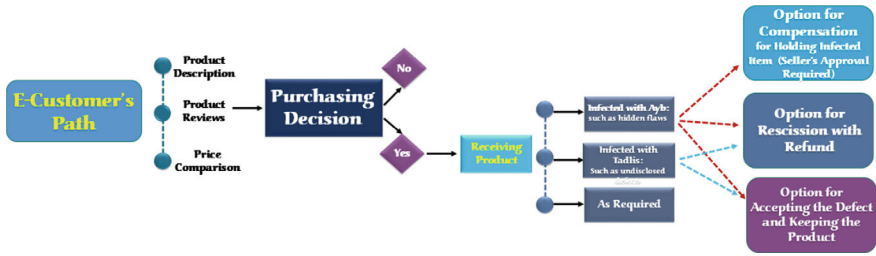 E-Customer's
Path
Product
Description
Product
Reviews
Price
Comparison
Purchasing
Decision
No
Yes
Receiving
Product
Infected with Ayb:
such as hidden flaws
Infected with
Tadlis:
Such as undisclosed
As Required
Option for
Compensation
for Holding Infected
Item (Seller's Approval
Required)
Option for
Rescission with
Refund
Option for
Accepting the Defect
and Keeping the
Product